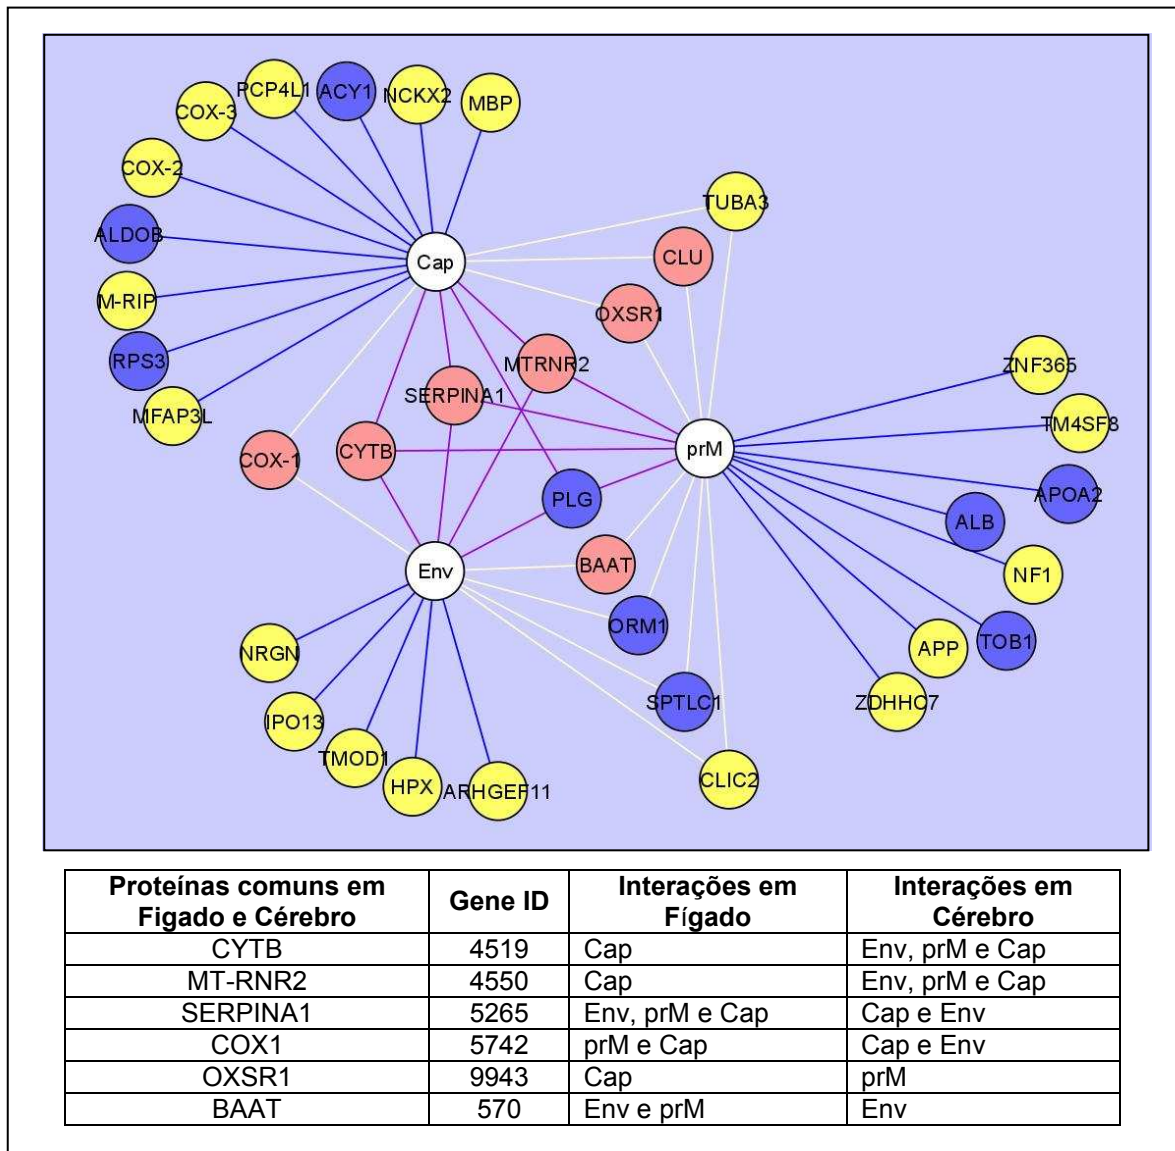 PCP4L1
ACY1
NCKX2
MBP
COX-3
COX-2
TUBA3
ALDOB
CLU
Cap
M-RIP
OXSR1
RPS3
MTRNR2
ZNF365
SERPINA1
MFAP3L
TM4SF8
COX-1
CYTB
prM
PLG
APOA2
ALB
BAAT
Env
NF1
ORM1
NRGN
APP
TOB1
SPTLC1
ZDHHC7
IPO13
TMOD1
HPX
ARHGEF11
CLIC2
Proteínas comuns em Figado e Cérebro Gene ID Interações em Fígado Interações em Cérebro
CYTB 4519 Cap Env, prM e Cap
MT-RNR2 4550 Cap Env, prM e Cap
SERPINA1 5265 Env, prM e Cap Cap e Env
COX1 5742 prM e Cap Cap e Env
OXSR1 9943 Cap prM
BAAT 570 Env e prM Env